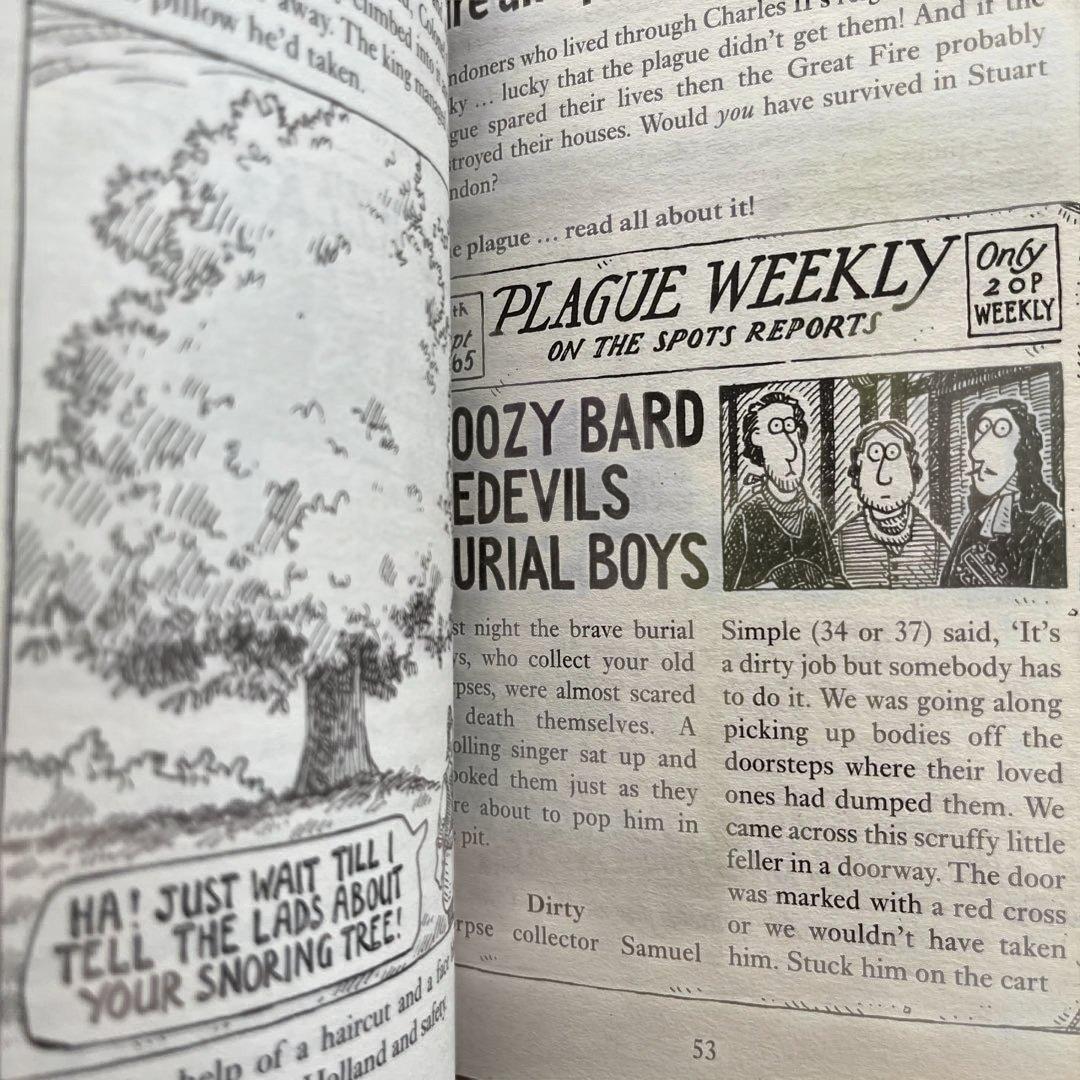 away. The king
pillow he'd taken.
HA! JUST WAIT TILL I
TELL THE LADS ABOUT
YOUR SNORING TREE!
help of a haircut and a
Holland and safety.
ndoners who lived through Charles II's
ky ... lucky that the plague didn't get them! And if the
gue spared their lives then the Great Fire probably
troyed their houses. Would you have survived in Stuart
ndon?
e plague ... read all about it!
th
pt
65
PLAGUE WEEKLY
ON THE SPOTS REPORTS
Only
20P
WEEKLY
OOZY BARD
EDEVILS
URIAL BOYS
st night the brave burial
ys, who collect your old
rpses, were almost scared
death themselves. A
olling singer sat up and
ooked them just as they
re about to pop him in
pit.
Dirty
rpse collector Samuel
Simple (34 or 37) said, 'It's
a dirty job but somebody has
to do it. We was going along
picking up bodies off the
doorsteps where their loved
ones had dumped them. We
came across this scruffy little
feller in a doorway. The door
was marked with a red cross
or we wouldn't have taken
him. Stuck him on the cart
53